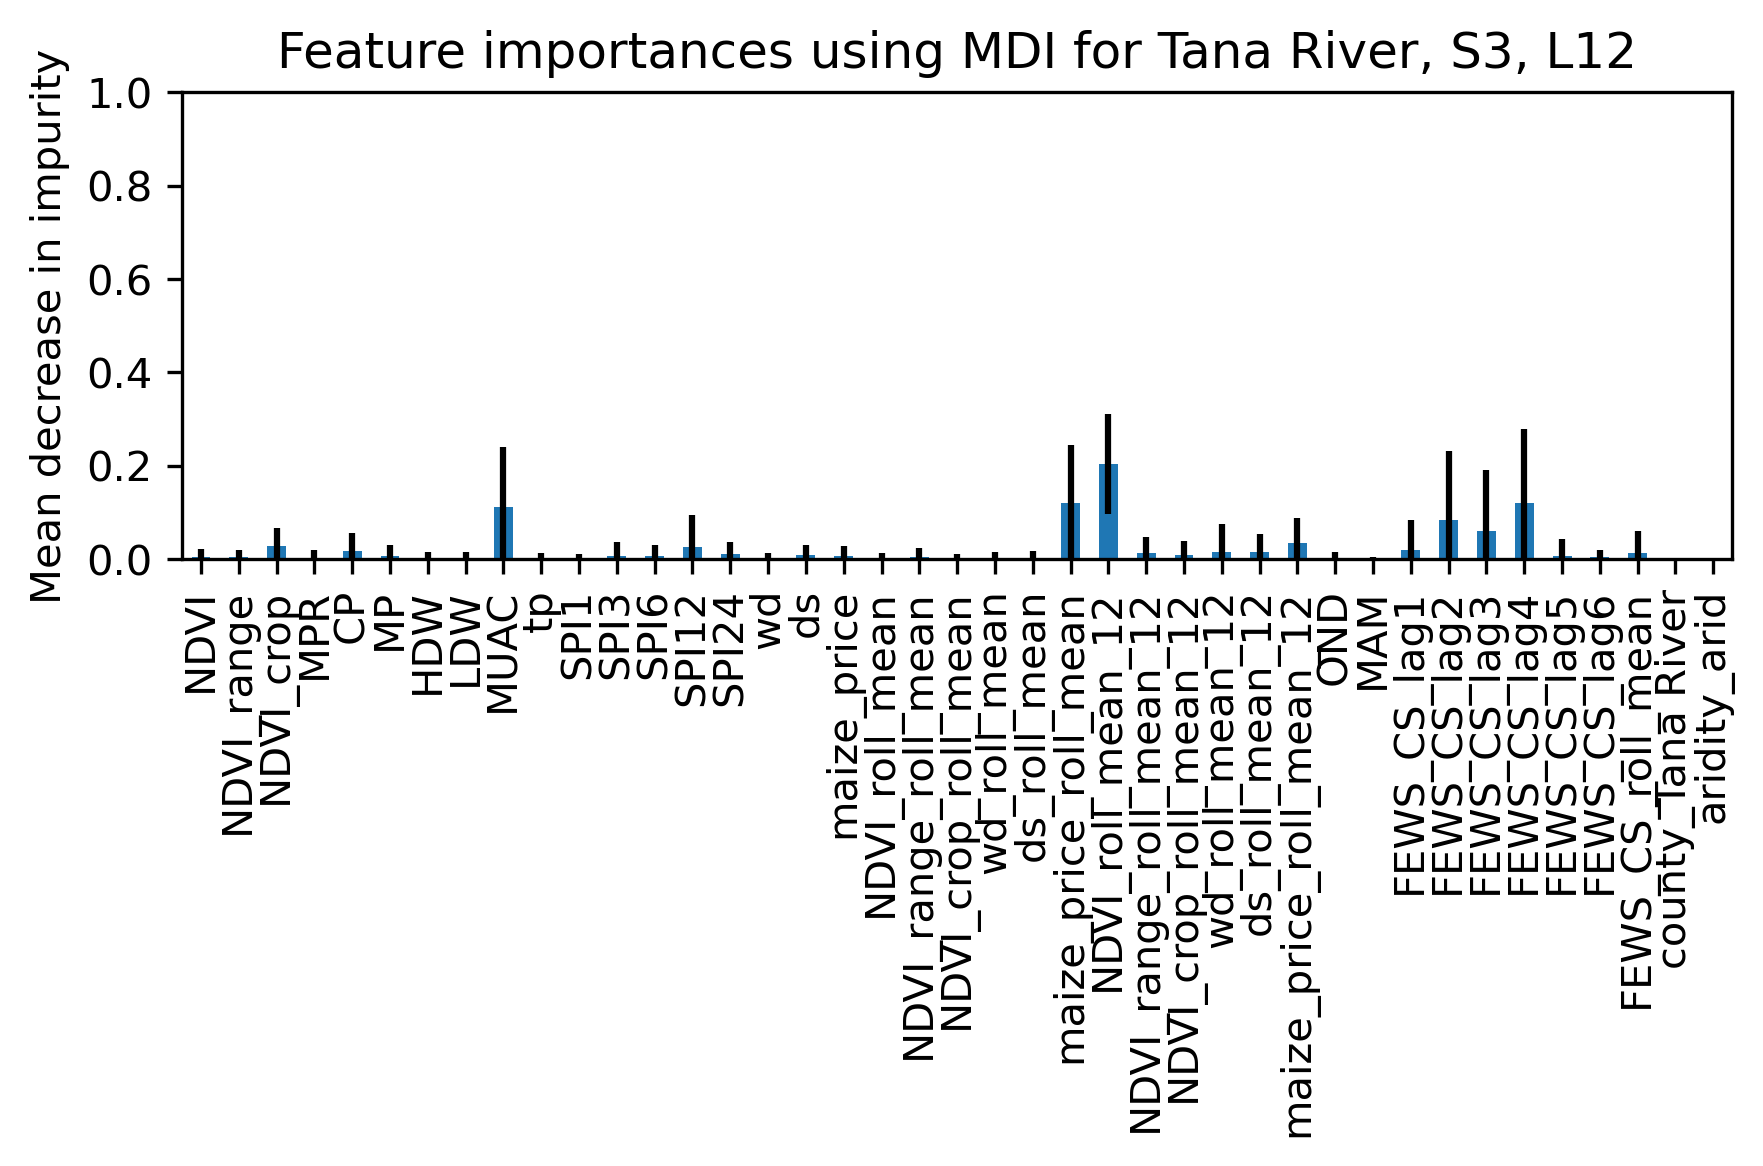 Feature importances using MDI for Tana River, S3, L12
Mean decrease in impurity
1.0
0.8
0.6
0.4
0.2
0.0
NDVI
NDVI_range
NDVI_crop
MPR
CP
MP
HDW
LDW
MUAC
tp
SPI1
SPI3
SPI6
SPI12
SPI24
wd
ds
maize_price
NDVI_roll_mean
NDVI_range_roll_mean
NDVI_crop_roll_mean
wd_roll_mean
ds_roll_mean
maize_price_roll_mean
NDVI_roll_mean_12
NDVI_range_roll_mean_12
NDVI_crop_roll_mean_12
wd_roll_mean_12
ds_roll_mean_12
maize_price_roll_mean_12
OND
MAM
FEWS_CS_lag1
FEWS_CS_lag2
FEWS_CS_lag3
FEWS_CS_lag4
FEWS_CS_lag5
FEWS_CS_lag6
FEWS_CS_roll_mean
county_Tana River
aridity_arid